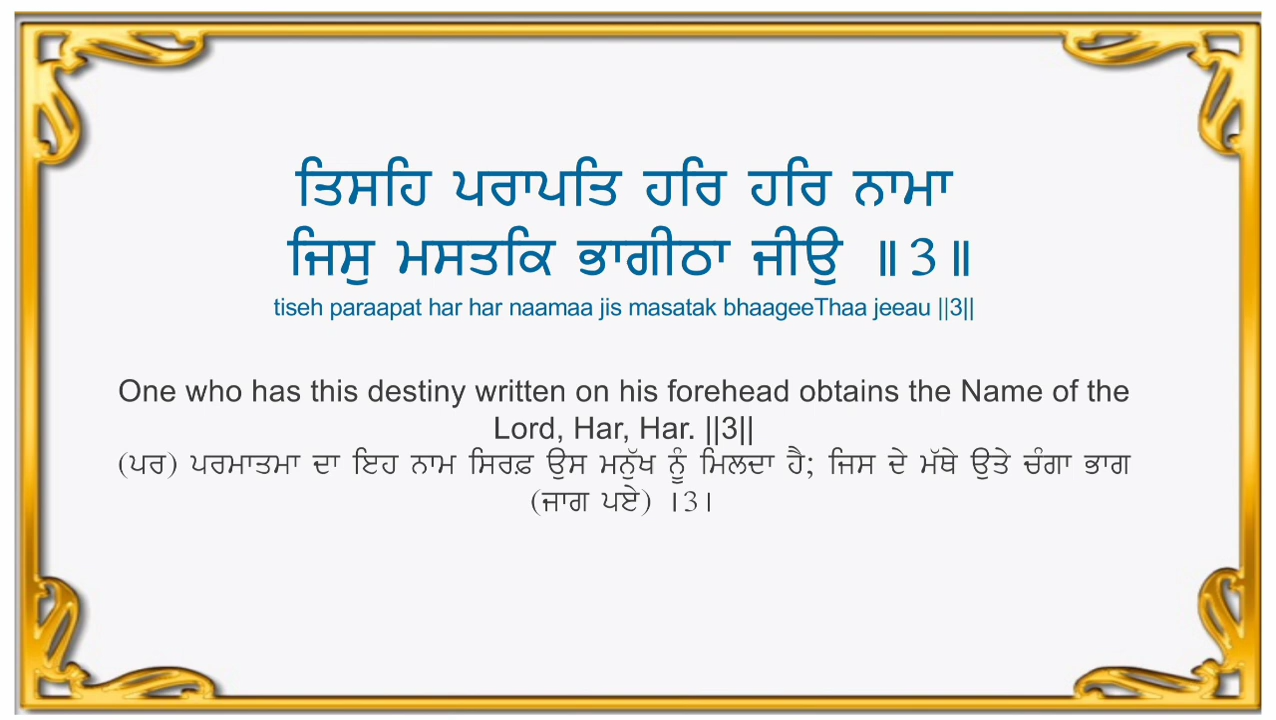 ਤਿਸਹਿ ਪਰਾਪਤਿ ਹਰਿ ਹਰਿ ਨਾਮਾ
ਜਿਸੁ ਮਸਤਕਿ ਭਾਗੀਠਾ ਜੀਉ ॥3॥
tiseh paraapat har har naamaa jis masatak bhaageeThaa jeeau ||3||
One who has this destiny written on his forehead obtains the Name of the
Lord, Har, Har. ||3||
(ਪਰ) ਪਰਮਾਤਮਾ ਦਾ ਇਹ ਨਾਮ ਸਿਰਫ਼ ਉਸ ਮਨੁੱਖ ਨੂੰ ਮਿਲਦਾ ਹੈ; ਜਿਸ ਦੇ ਮੱਥੇ ਉਤੇ ਚੰਗਾ ਭਾਗ
(ਜਾਗ ਪਏ) ।3।